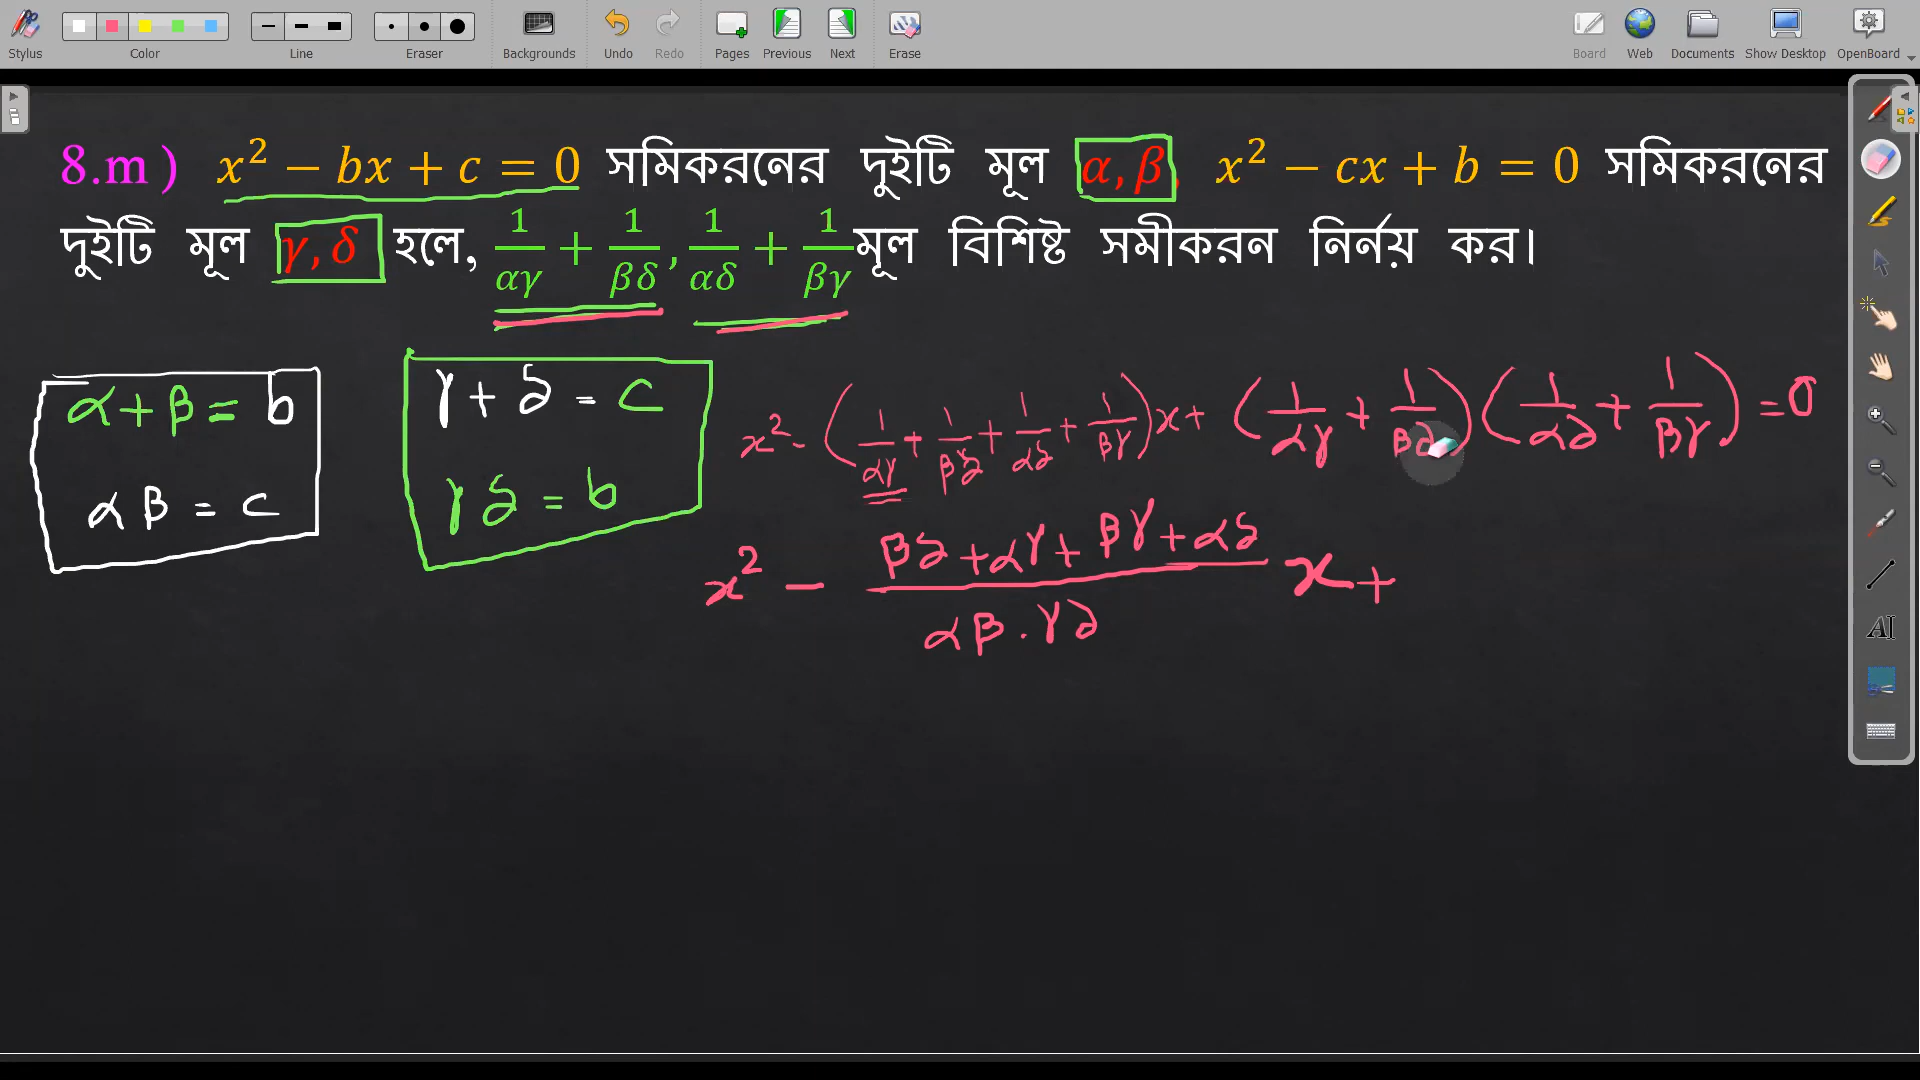 Stylus Color Line Eraser Backgrounds Undo Redo Pages Previous Next Erase Board Web Documents Show Desktop OpenBoard
8.m) x² − bx + c = 0 সমিকরনের দুইটি মূল α, β, x² − cx + b = 0 সমিকরনের
দুইটি মূল γ, δ হলে, 1/αγ + 1/βδ, 1/αδ + 1/βγ মূল বিশিষ্ট সমীকরন নির্নয় কর।
α + β = b
αβ = c
γ + δ = c
γδ = b
x² − (1/αγ + 1/βδ + 1/αδ + 1/βγ)x + (1/αγ + 1/βδ)(1/αδ + 1/βγ) = 0
x² − (βδ + αγ + βγ + αδ)/(αβ . γδ) x +